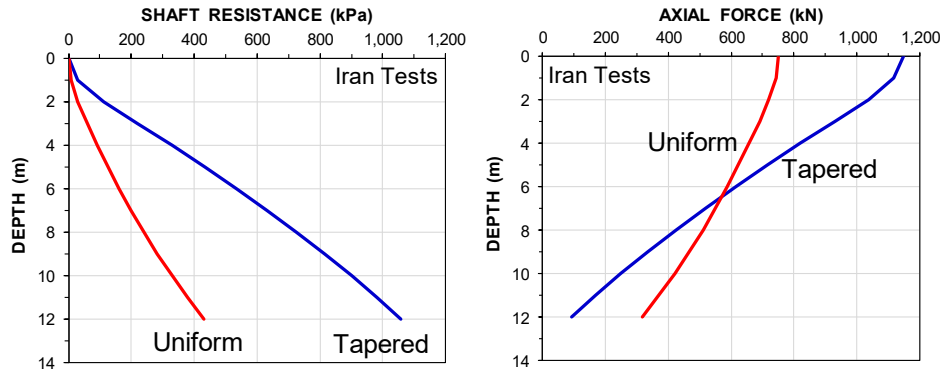 SHAFT RESISTANCE (kPa)
0 200 400 600 800 1,000 1,200
Iran Tests
DEPTH (m)
0
2
4
6
8
10
12
14
Uniform Tapered
AXIAL FORCE (kN)
0 200 400 600 800 1,000 1,200
Iran Tests
DEPTH (m)
0
2
4
6
8
10
12
14
Uniform
Tapered